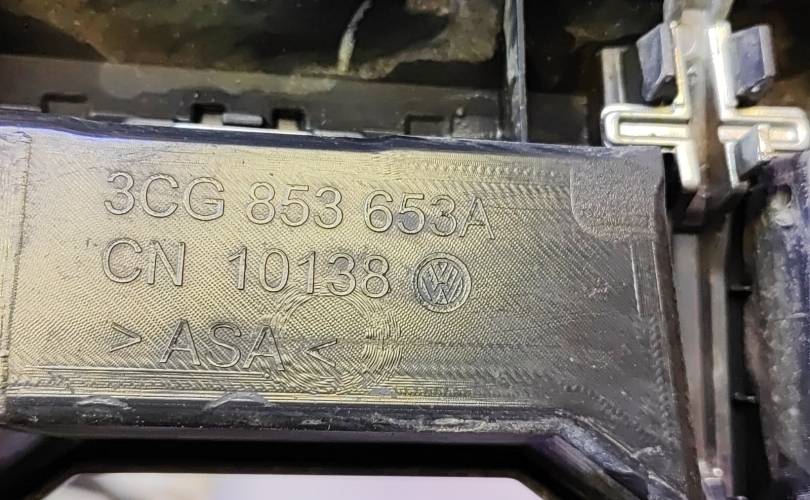 3CG 853 653A
CN 10138
> ASA <